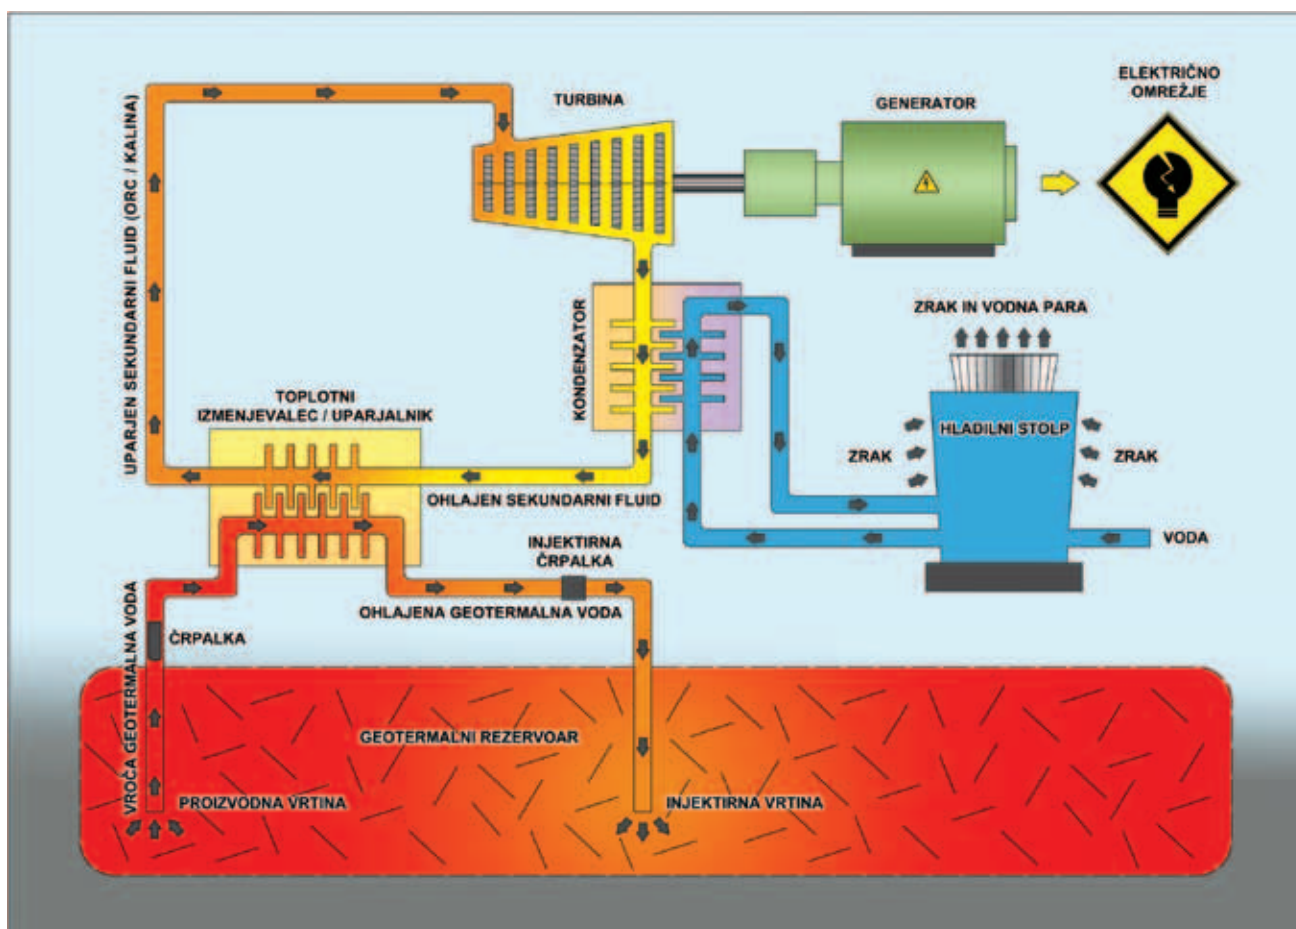 ELEKTRIČNO
OMREŽJE
TURBINA
GENERATOR
UPARJEN SEKUNDARNI FLUID (ORC / KALINA)
KONDENZATOR
ZRAK IN VODNA PARA
TOPLOTNI
IZMENJEVALEC / UPARJALNIK
HLADILNI STOLP
ZRAK
ZRAK
OHLAJEN SEKUNDARNI FLUID
VODA
INJEKTIRNA
ČRPALKA
OHLAJENA GEOTERMALNA VODA
VROČA GEOTERMALNA VODA
ČRPALKA
GEOTERMALNI REZERVOAR
PROIZVODNA VRTINA
INJEKTIRNA VRTINA